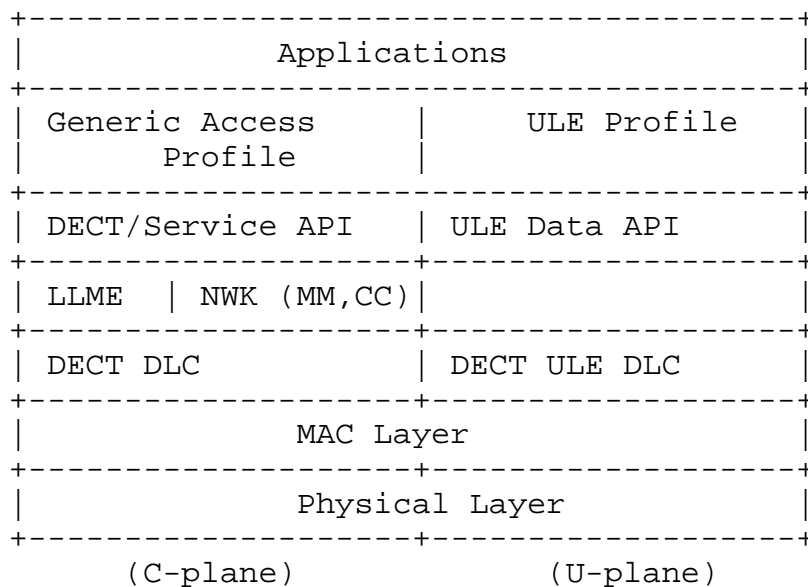 +----------------------------------------+
|             Applications               |
+----------------------------------------+
| Generic Access     |     ULE Profile   |
|       Profile      |                   |
+----------------------------------------+
| DECT/Service API   | ULE Data API      |
+--------------------+-------------------+
| LLME  | NWK (MM,CC)|                   |
+--------------------+-------------------+
| DECT DLC           | DECT ULE DLC      |
+--------------------+-------------------+
|              MAC Layer                 |
+--------------------+-------------------+
|              Physical Layer            |
+--------------------+-------------------+
     (C-plane)             (U-plane)